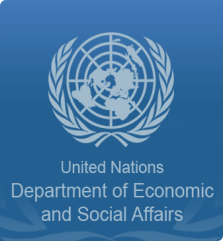 United Nations
Department of Economic
and Social Affairs